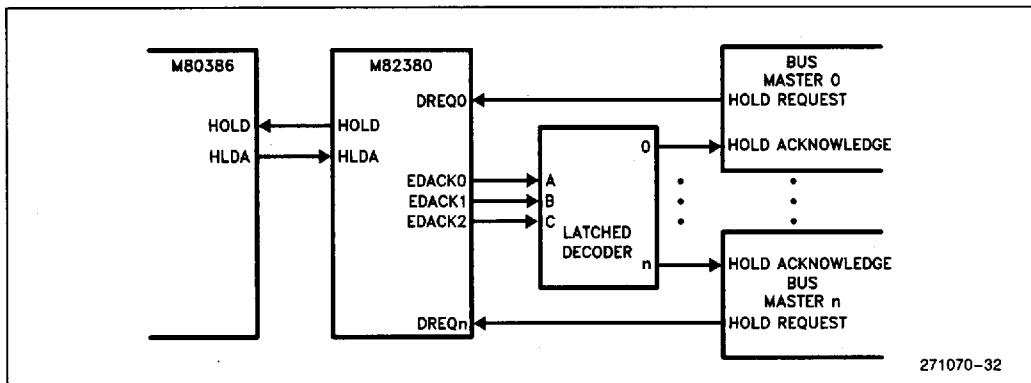 M80386
HOLD
HLDA
M82380
DREQ0
HOLD
HLDA
EDACK0
EDACK1
EDACK2
DREQn
A
B
C
0
LATCHED
DECODER
n
BUS
MASTER 0
HOLD REQUEST
HOLD ACKNOWLEDGE
HOLD ACKNOWLEDGE
BUS
MASTER n
HOLD REQUEST
271070-32